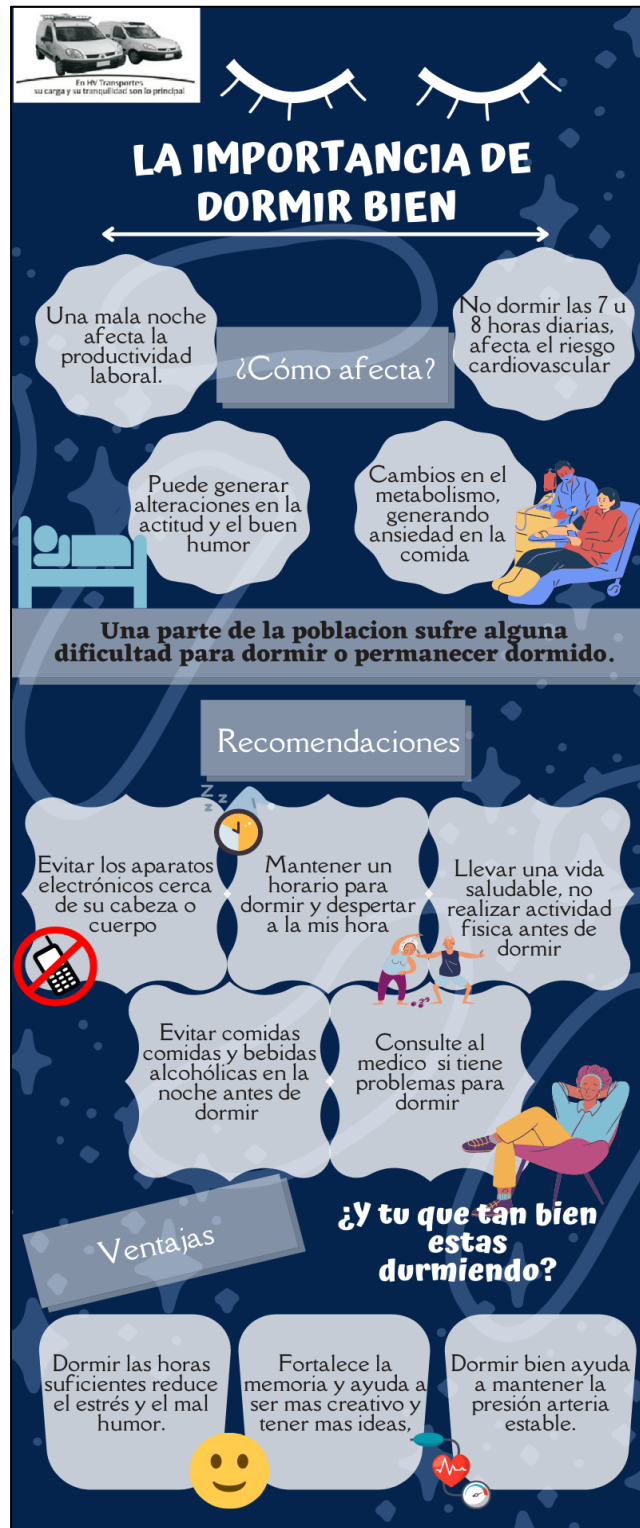 En HV Transportes
su carga y su tranquilidad son lo principal
LA IMPORTANCIA DE
DORMIR BIEN
Una mala noche
afecta la
productividad
laboral.
¿Cómo afecta?
No dormir las 7 u
8 horas diarias,
afecta el riesgo
cardiovascular
Puede generar
alteraciones en la
actitud y el buen
humor
Cambios en el
metabolismo,
generando
ansiedad en la
comida
Una parte de la poblacion sufre alguna
dificultad para dormir o permanecer dormido.
Recomendaciones
z z
z z
Evitar los aparatos
electrónicos cerca
de su cabeza o
cuerpo
Mantener un
horario para
dormir y despertar
a la mis hora
Llevar una vida
saludable, no
realizar actividad
fisica antes de
dormir
Evitar comidas
comidas y bebidas
alcohólicas en la
noche antes de
dormir
Consulte al
medico si tiene
problemas para
dormir
Ventajas
¿Y tu que tan bien
estas
durmiendo?
Dormir las horas
suficientes reduce
el estrés y el mal
humor.
Fortalece la
memoria y ayuda a
ser mas creativo y
tener mas ideas,
Dormir bien ayuda
a mantener la
presión arteria
estable.